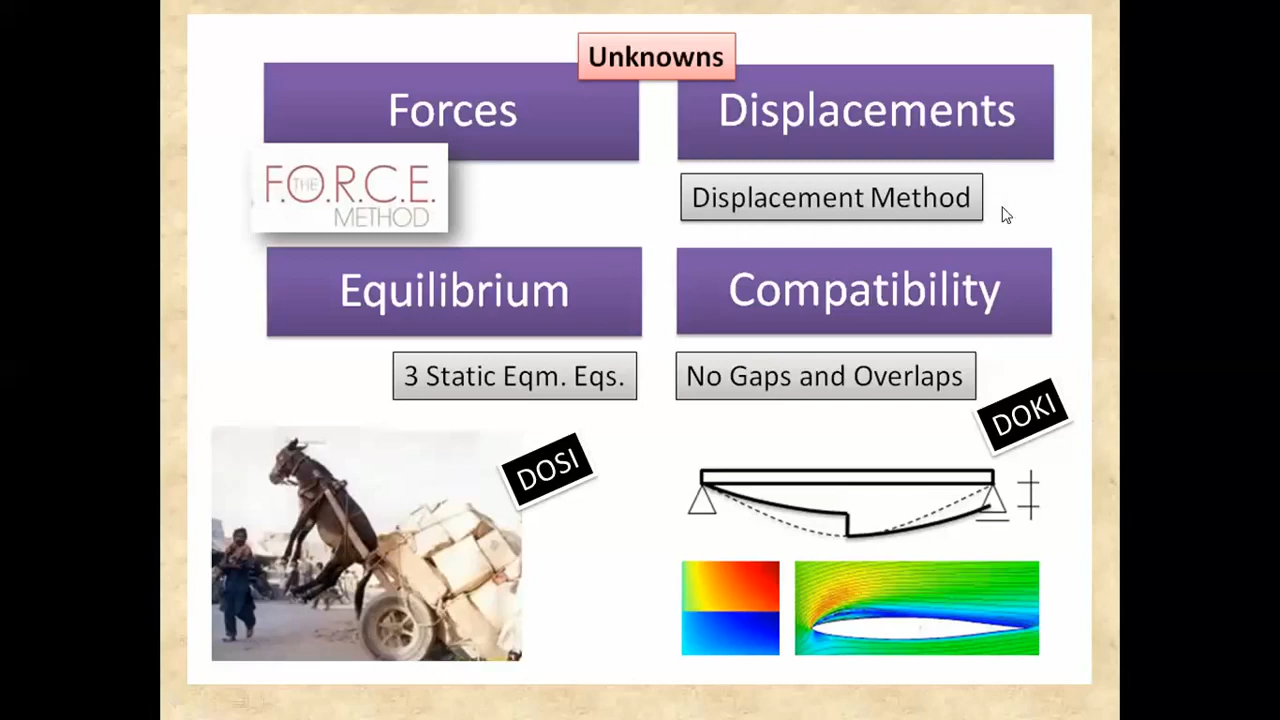 Unknowns
Forces
Displacements
THE
F.O.R.C.E.
METHOD
Displacement Method
Equilibrium
Compatibility
3 Static Eqm. Eqs.
No Gaps and Overlaps
DOKI
DOSI